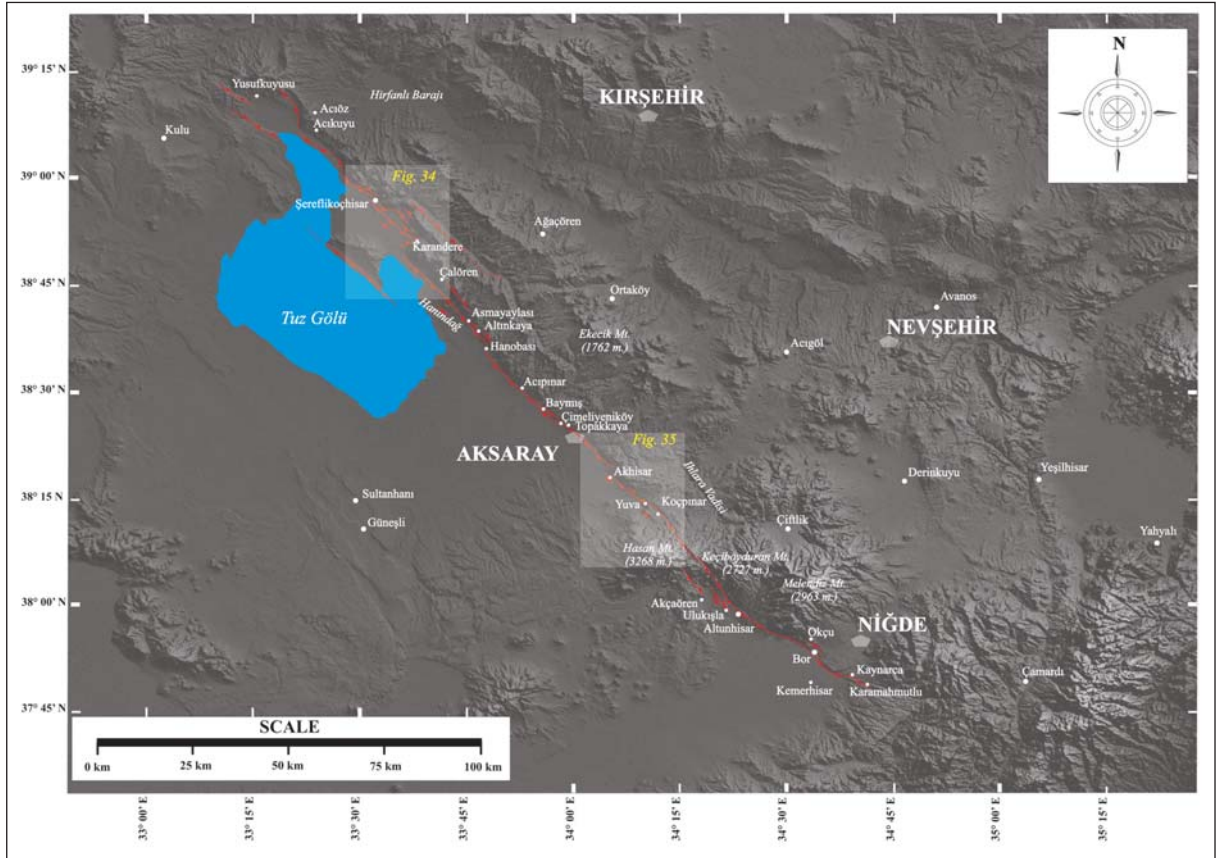 39° 15' N
39° 00' N
38° 45' N
38° 30' N
38° 15' N
38° 00' N
37° 45' N
Yusufkuyusu
Acıöz
Acıkuyu
Hirfanlı Barajı
KIRŞEHİR
N
Kulu
Fig. 34
Şereflikoçhisar
Karandere
Ağaçören
Çalören
Ortaköy
Avanos
Tuz Gölü
Hanındağ
Asmayaylası
Altınkaya
Hanobası
Ekecik Mt.
(1762 m.)
NEVŞEHİR
Acıgöl
Acıpınar
Baymış
Çimeliyeniköy
Topakkaya
AKSARAY
Fig. 35
Akhisar
Ihlara Vadisi
Derinkuyu
Yeşilhisar
Sultanhanı
Güneşli
Yuva
Koçpınar
Çiftlik
Yahyalı
Hasan Mt.
(3268 m.)
Keçiboyduran Mt.
(2727 m.)
Melendiz Mt.
(2963 m.)
Akçaören
Ulukışla
Altunhisar
Okçu
NİĞDE
Bor
Kaynarca
Kemerhisar
Karamahmutlu
Çamardı
SCALE
0 km 25 km 50 km 75 km 100 km
33° 00' E
33° 15' E
33° 30' E
33° 45' E
34° 00' E
34° 15' E
34° 30' E
34° 45' E
35° 00' E
35° 15' E